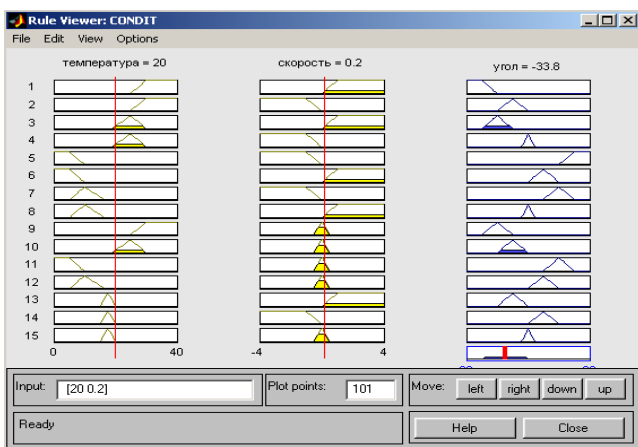 Rule Viewer: CONDIT
File Edit View Options
температура = 20 скорость = 0.2 угол = -33.8
1
2
3
4
5
6
7
8
9
10
11
12
13
14
15
0 40 -4 4
Input: [20 0.2] Plot points: 101 Move: left right down up
Ready Help Close